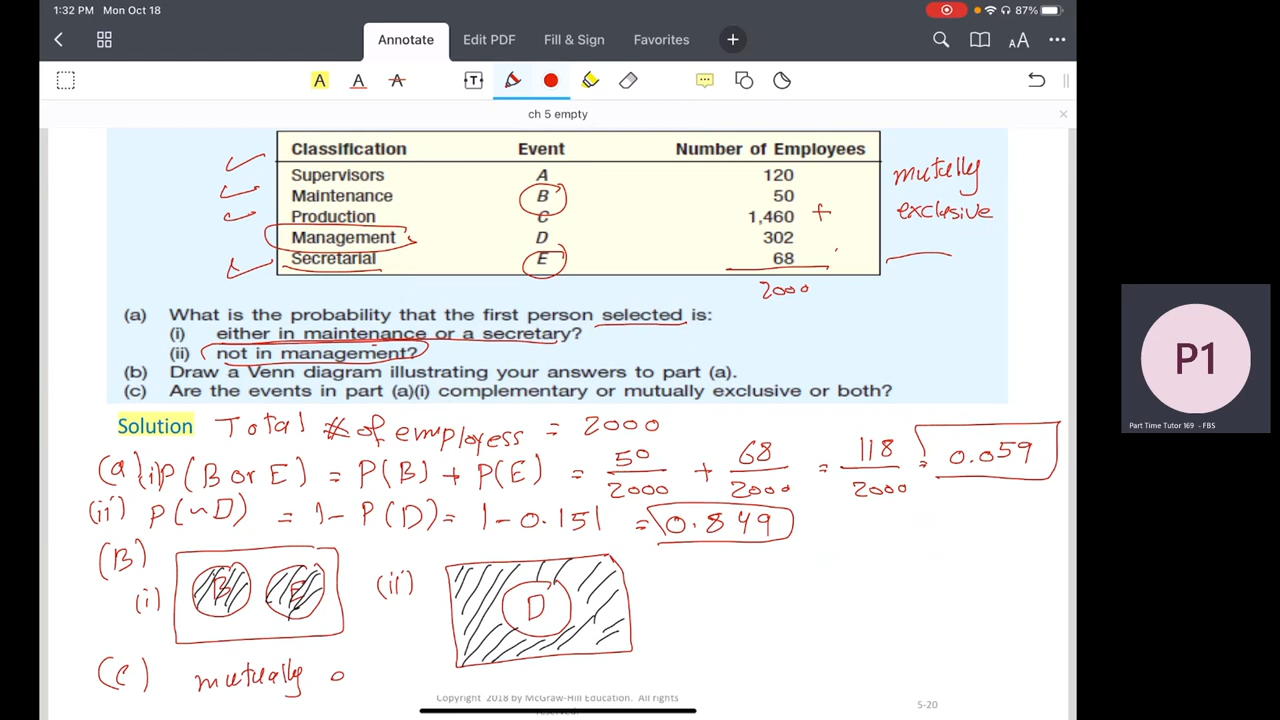 1:32 PM Mon Oct 18
87%
Annotate Edit PDF Fill & Sign Favorites
ch 5 empty
Classification Event Number of Employees
Supervisors A 120
Maintenance B 50
Production C 1,460 +
Management D 302
Secretarial E 68
2000
mutually
exclusive
(a) What is the probability that the first person selected is:
(i) either in maintenance or a secretary?
(ii) not in management?
(b) Draw a Venn diagram illustrating your answers to part (a).
(c) Are the events in part (a)(i) complementary or mutually exclusive or both?
Solution Total # of employess = 2000
(a) (i) P(B or E) = P(B) + P(E) = 50/2000 + 68/2000 = 118/2000 = 0.059
(ii) P(~D) = 1 - P(D) = 1 - 0.151 = 0.849
(B)
(i) B E (ii) D
(c) mutually
Copyright 2018 by McGraw-Hill Education. All rights
reserved.
5-20
P1
Part Time Tutor 169 - FBS